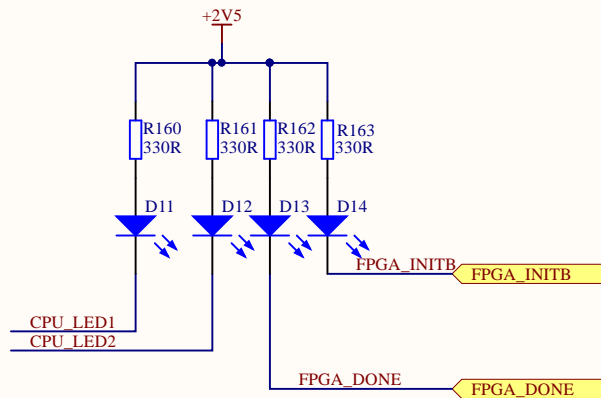 +2V5
R160
330R
R161
330R
R162
330R
R163
330R
D11
D12
D13
D14
FPGA_INITB
FPGA_INITB
CPU_LED1
CPU_LED2
FPGA_DONE
FPGA_DONE